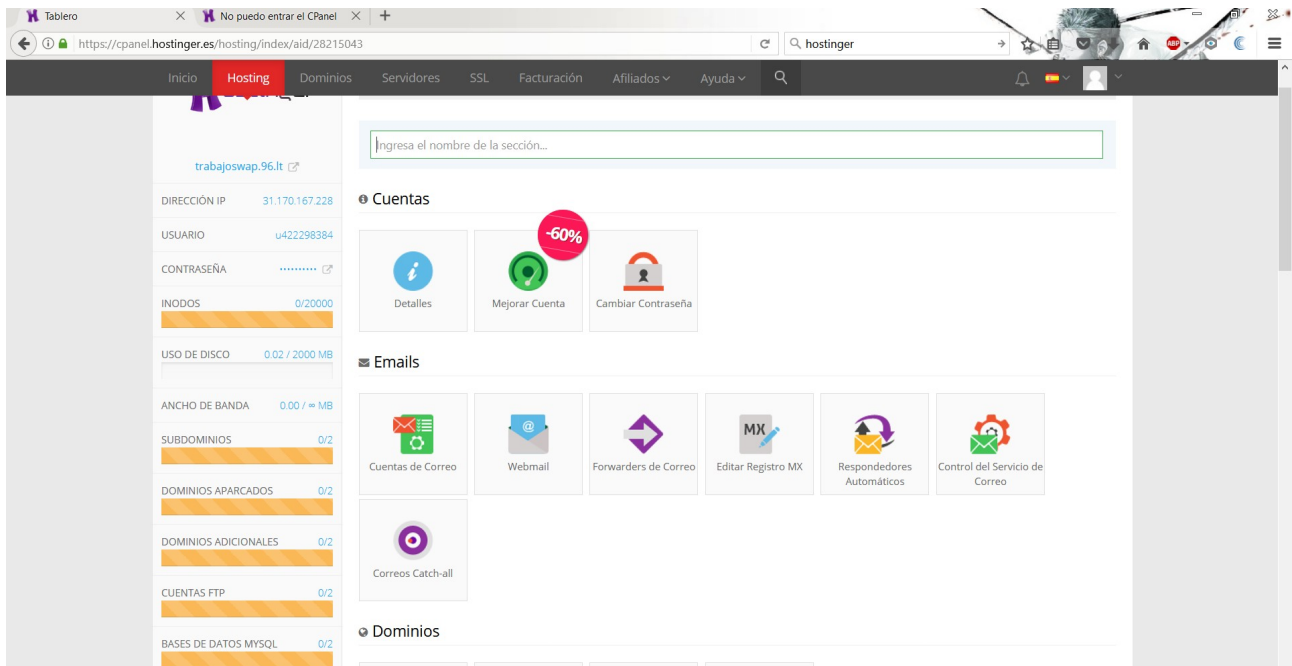 Tablero
No puedo entrar el CPanel
https://cpanel.hostinger.es/hosting/index/aid/28215043
hostinger
ABP
Inicio Hosting Dominios Servidores SSL Facturación Afiliados Ayuda
trabajoswap.96.lt
DIRECCIÓN IP 31.170.167.228
USUARIO u422298384
CONTRASEÑA ··········
INODOS 0/20000
USO DE DISCO 0.02 / 2000 MB
ANCHO DE BANDA 0.00 / ∞ MB
SUBDOMINIOS 0/2
DOMINIOS APARCADOS 0/2
DOMINIOS ADICIONALES 0/2
CUENTAS FTP 0/2
BASES DE DATOS MYSQL 0/2
Ingresa el nombre de la sección...
Cuentas
-60%
Detalles
Mejorar Cuenta
Cambiar Contraseña
Emails
Cuentas de Correo
@
Webmail
Forwarders de Correo
MX
Editar Registro MX
Respondedores
Automáticos
Control del Servicio de
Correo
Correos Catch-all
Dominios